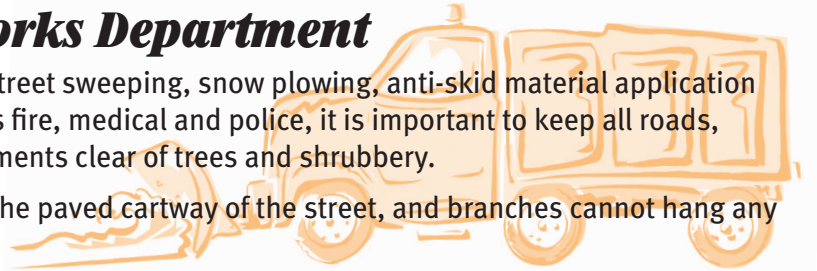 orks Department
treet sweeping, snow plowing, anti-skid material application
s fire, medical and police, it is important to keep all roads,
ments clear of trees and shrubbery.
he paved cartway of the street, and branches cannot hang any